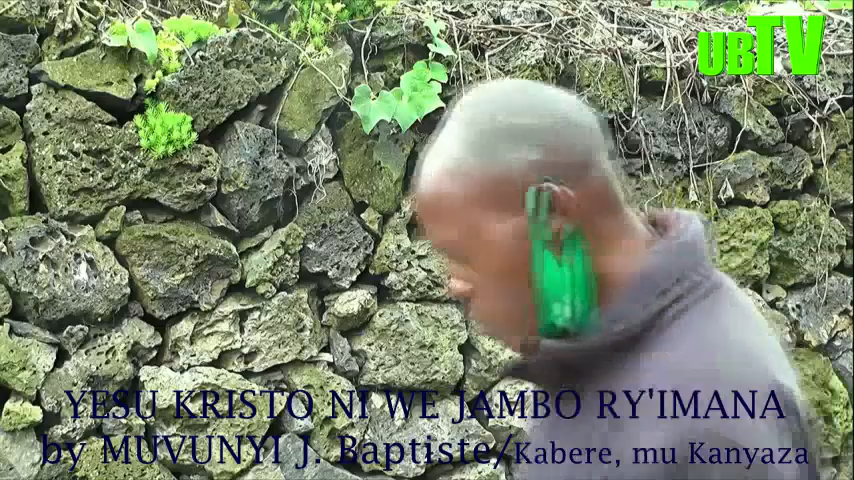 UBTV
YESU KRISTO NI WE JAMBO RY'IMANA
by MUVUNYI J. Baptiste/Kabere, mu Kanyaza